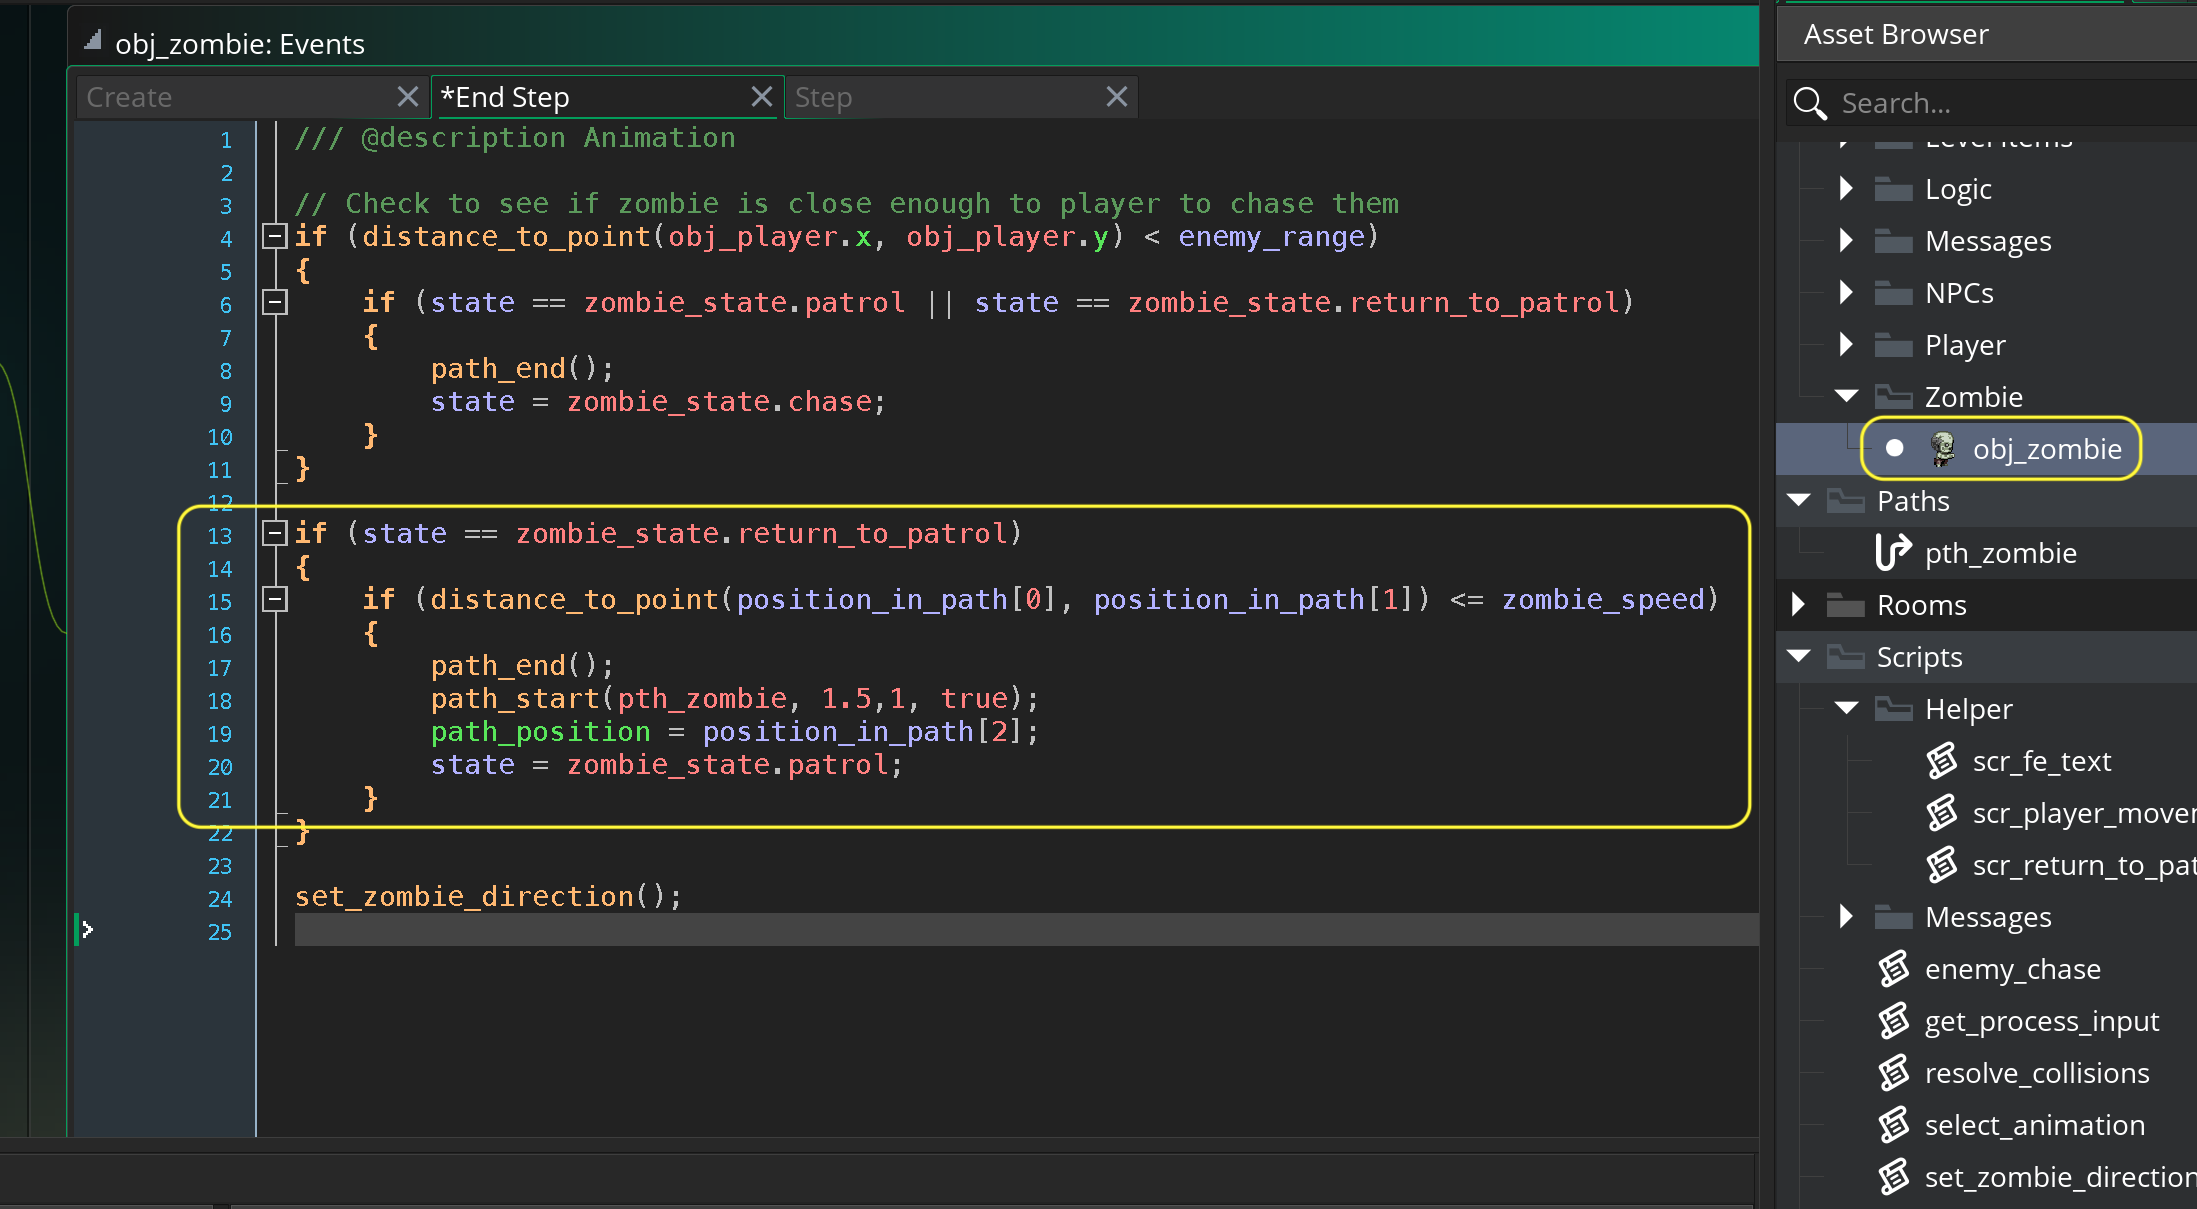 obj_zombie: Events
Create
*End Step
Step
1 /// @description Animation
2
3 // Check to see if zombie is close enough to player to chase them
4 if (distance_to_point(obj_player.x, obj_player.y) < enemy_range)
5 {
6 if (state == zombie_state.patrol || state == zombie_state.return_to_patrol)
7 {
8 path_end();
9 state = zombie_state.chase;
10 }
11 }
12
13 if (state == zombie_state.return_to_patrol)
14 {
15 if (distance_to_point(position_in_path[0], position_in_path[1]) <= zombie_speed)
16 {
17 path_end();
18 path_start(pth_zombie, 1.5,1, true);
19 path_position = position_in_path[2];
20 state = zombie_state.patrol;
21 }
22 }
23
24 set_zombie_direction();
25
Asset Browser
Search...
Level Items
Logic
Messages
NPCs
Player
Zombie
obj_zombie
Paths
pth_zombie
Rooms
Scripts
Helper
scr_fe_text
scr_player_mover
scr_return_to_pat
Messages
enemy_chase
get_process_input
resolve_collisions
select_animation
set_zombie_direction